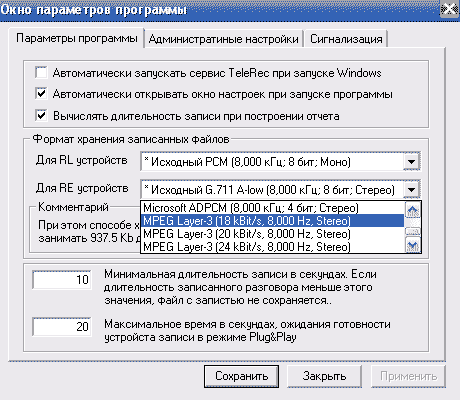 Окно параметров программы
Параметры программы
Административные настройки
Сигнализация
Автоматически запускать сервис TeleRec при запуске Windows
Автоматически открывать окно настроек при запуске программы
Вычислять длительность записи при построении отчета
Формат хранения записанных файлов
Для RL устройств
* Исходный PCM (8,000 кГц; 8 бит; Моно)
Для RE устройств
* Исходный G.711 A-low (8,000 кГц; 8 бит; Стерео)
Microsoft ADPCM (8,000 кГц; 4 бит; Стерео)
MPEG Layer-3 (18 kBit/s, 8,000 Hz, Stereo)
MPEG Layer-3 (20 kBit/s, 8,000 Hz, Stereo)
MPEG Layer-3 (24 kBit/s, 8,000 Hz, Stereo)
Комментарий
При этом способе х
занимать 937.5 Kb д
10
Минимальная длительность записи в секундах. Если
длительность записанного разговора меньше этого
значения, файл с записью не сохраняется..
20
Максимальное время в секундах, ожидания готовности
устройста записи в режиме Plug&Play
Сохранить
Закрыть
Применить